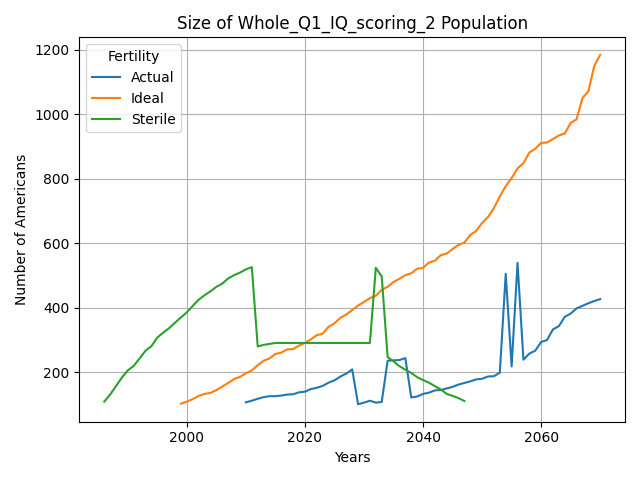 Size of Whole_Q1_IQ_scoring_2 Population
Fertility
Actual
Ideal
Sterile
Number of Americans
1200
1000
800
600
400
200
2000
2020
2040
2060
Years